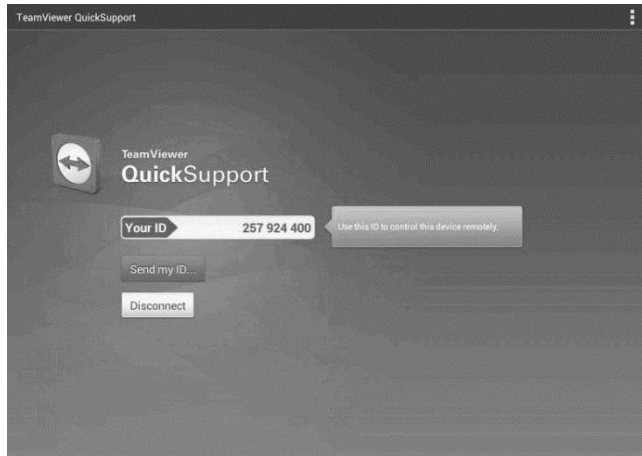 TeamViewer QuickSupport
TeamViewer
QuickSupport
Your ID 257 924 400
Use this ID to control this device remotely.
Send my ID...
Disconnect